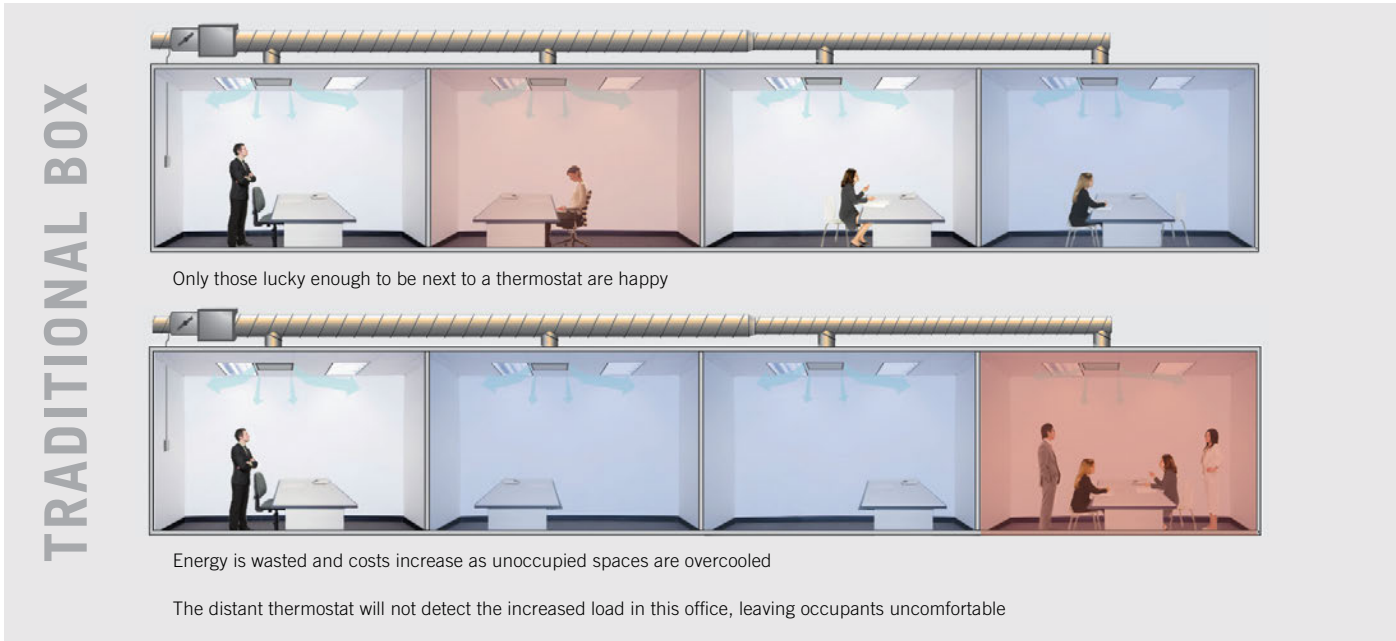 TRADITIONAL BOX
Only those lucky enough to be next to a thermostat are happy
Energy is wasted and costs increase as unoccupied spaces are overcooled
The distant thermostat will not detect the increased load in this office, leaving occupants uncomfortable